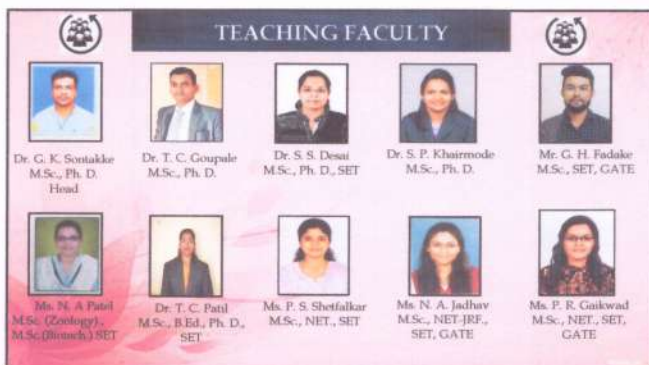 TEACHING FACULTY
Dr. G. K. Sontakke
M.Sc., Ph. D.
Head
Dr. T. C. Goupale
M.Sc., Ph. D.
Dr. S. S. Desai
M.Sc., Ph. D., SET
Dr. S. P. Khairmode
M.Sc., Ph. D.
Mr. G. H. Fadake
M.Sc., SET, GATE
Ms. N. A Patel
M.Sc. (Zoology).,
M.Sc.(Biotech.) SET
Dr. T. C. Patil
M.Sc., B.Ed., Ph. D.,
SET
Ms. P. S. Shetfalkar
M.Sc., NET., SET
Ms. N. A. Jadhav
M.Sc., NET-JRF.,
SET, GATE
Ms. P. R. Gaikwad
M.Sc., NET., SET,
GATE